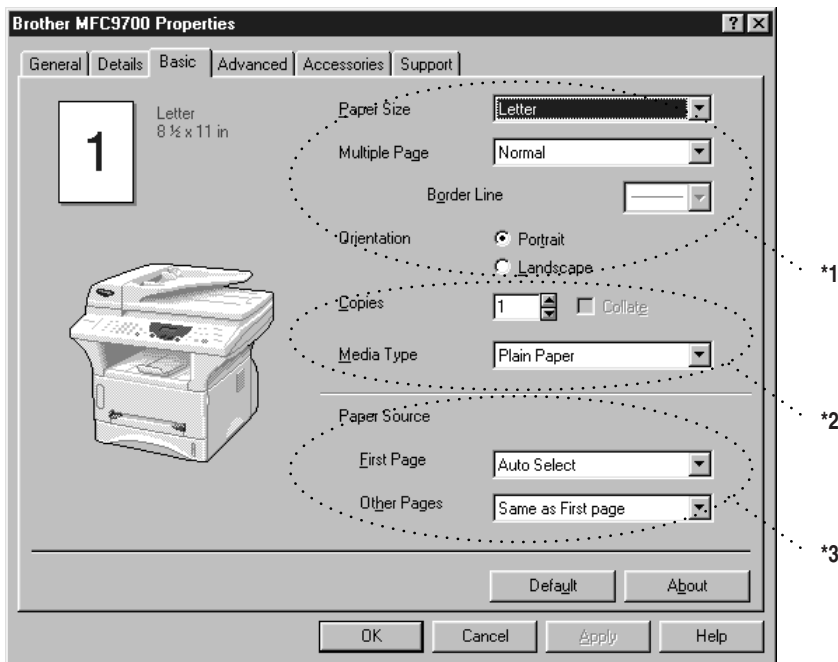 Brother MFC9700 Properties
General Details Basic Advanced Accessories Support
1
Letter
8 ½ x 11 in
Paper Size Letter
Multiple Page Normal
Border Line
Orientation Portrait
Landscape
*1
Copies 1 Collate
Media Type Plain Paper
*2
Paper Source
First Page Auto Select
Other Pages Same as First page
*3
Default About
OK Cancel Apply Help